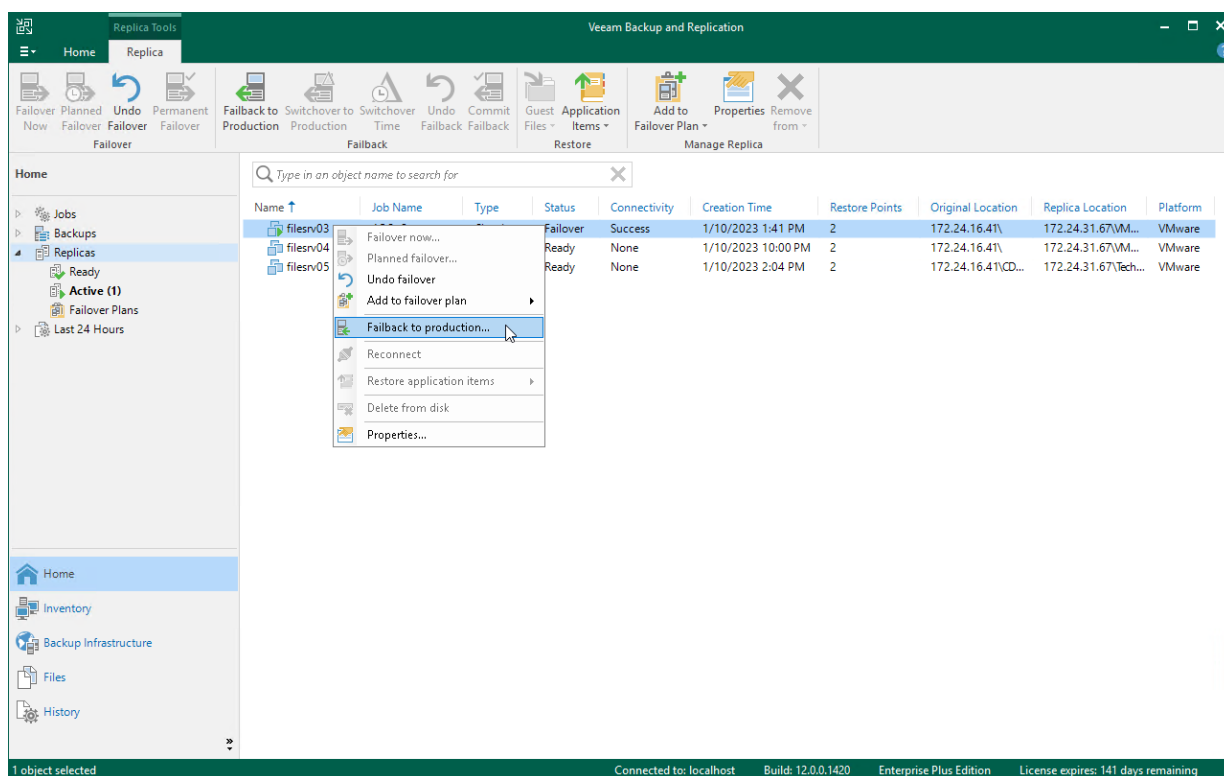 Replica Tools
Veeam Backup and Replication
Home Replica
Failover Now
Planned Failover
Undo Failover
Permanent Failover
Failover
Failback to Production
Switchover to Production
Switchover Time
Undo Failback
Commit Failback
Failback
Guest Files
Application Items
Restore
Add to Failover Plan
Properties
Remove from
Manage Replica
Home
Jobs
Backups
Replicas
Ready
Active (1)
Failover Plans
Last 24 Hours
Type in an object name to search for
Name Job Name Type Status Connectivity Creation Time Restore Points Original Location Replica Location Platform
filesrv03 Failover Success 1/10/2023 1:41 PM 2 172.24.16.41\ 172.24.31.67\VM... VMware
filesrv04 Ready None 1/10/2023 10:00 PM 2 172.24.16.41\ 172.24.31.67\VM... VMware
filesrv05 Ready None 1/10/2023 2:04 PM 2 172.24.16.41\CD... 172.24.31.67\Tech... VMware
Failover now...
Planned failover...
Undo failover
Add to failover plan
Failback to production...
Reconnect
Restore application items
Delete from disk
Properties...
Home
Inventory
Backup Infrastructure
Files
History
1 object selected
Connected to: localhost Build: 12.0.0.1420 Enterprise Plus Edition License expires: 141 days remaining